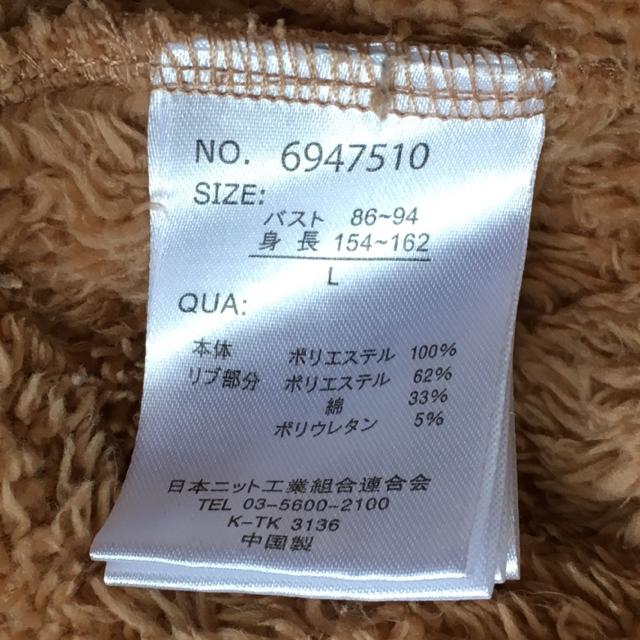 NO. 6947510
SIZE:
バスト 86~94
身長 154~162
L
QUA:
本体 ポリエステル 100%
リブ部分 ポリエステル 62%
綿 33%
ポリウレタン 5%
日本ニット工業組合連合会
TEL 03-5600-2100
K-TK 3136
中国製